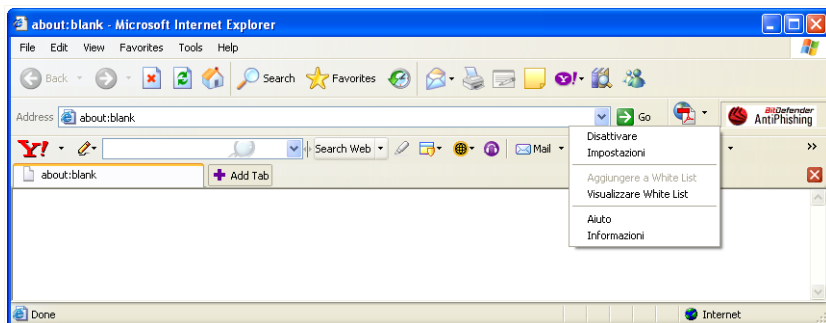 about:blank - Microsoft Internet Explorer
File Edit View Favorites Tools Help
Back Search Favorites Y!
Address about:blank Go BitDefender AntiPhishing
Y! Search Web Mail »
about:blank Add Tab
Disattivare
Impostazioni
Aggiungere a White List
Visualizzare White List
Aiuto
Informazioni
Done Internet